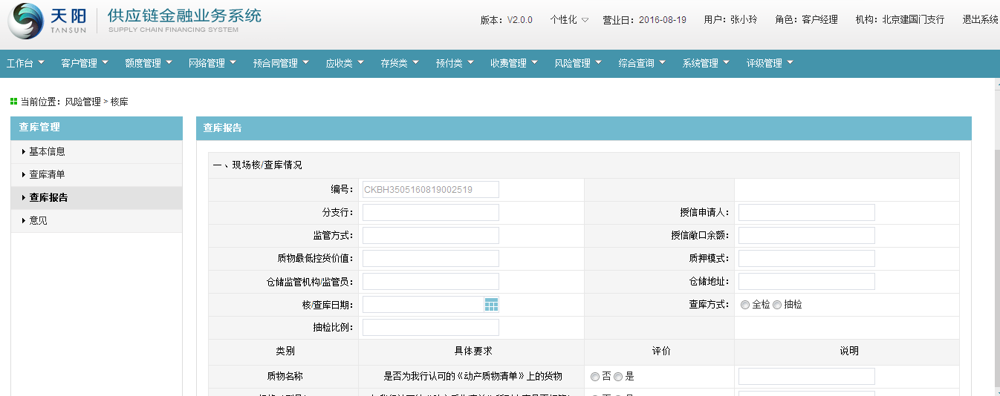 天阳 TANSUN 供应链金融业务系统 SUPPLY CHAIN FINANCING SYSTEM
版本：V2.0.0 个性化 营业日：2016-08-19 用户：张小玲 角色：客户经理 机构：北京建国门支行 退出系统
工作台 客户管理 额度管理 网络管理 预合同管理 应收类 存货类 预付类 收费管理 风险管理 综合查询 系统管理 评级管理
当前位置：风险管理 > 核库
查库管理
基本信息
查库清单
查库报告
意见
查库报告
一、现场核/查库情况
编号： CKBH3505160819002519
分支行： 授信申请人：
监管方式： 授信敞口余额：
质物最低控货价值： 质押模式：
仓储监管机构/监管员： 仓储地址：
核/查库日期： 查库方式： 全检 抽检
抽检比例：
类别 具体要求 评价 说明
质物名称 是否为我行认可的《动产质物清单》上的货物 否 是